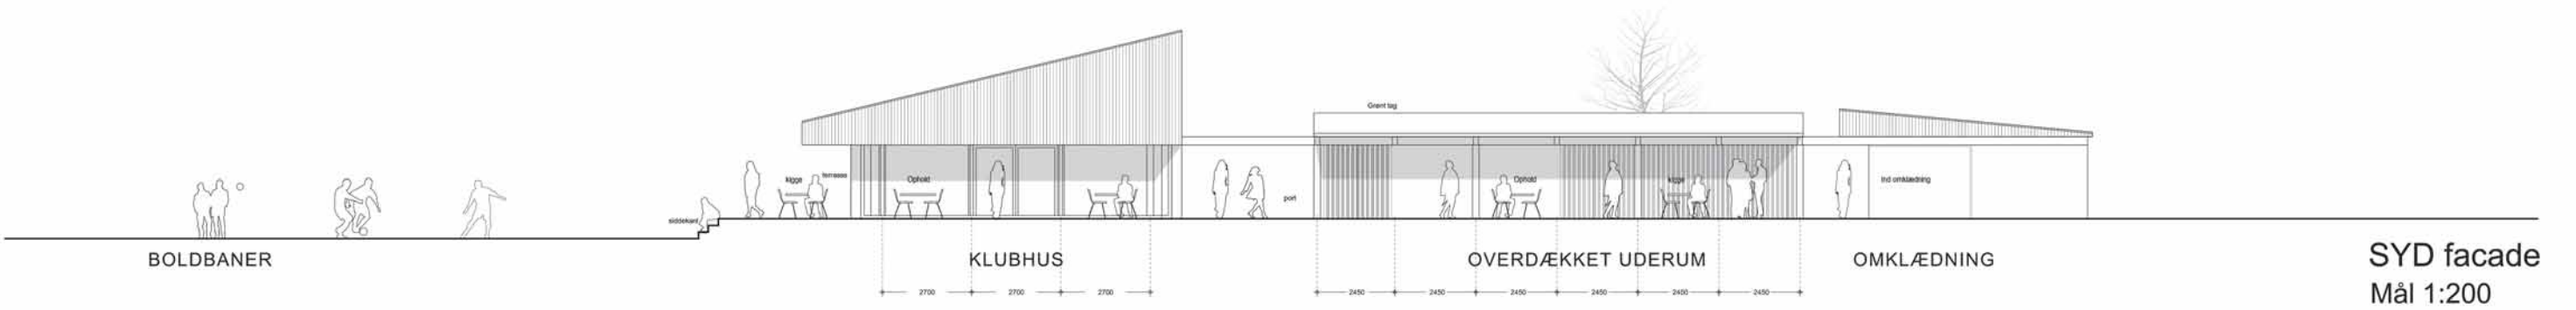 Grønt tag
kigge
terrasse
Ophold
Ophold
kigge
Ind omklædning
port
siddekant
BOLDBANER
KLUBHUS
OVERDÆKKET UDERUM
OMKLÆDNING
SYD facade
Mål 1:200
2700 2700 2700
2450 2450 2450 2450 2450 2450